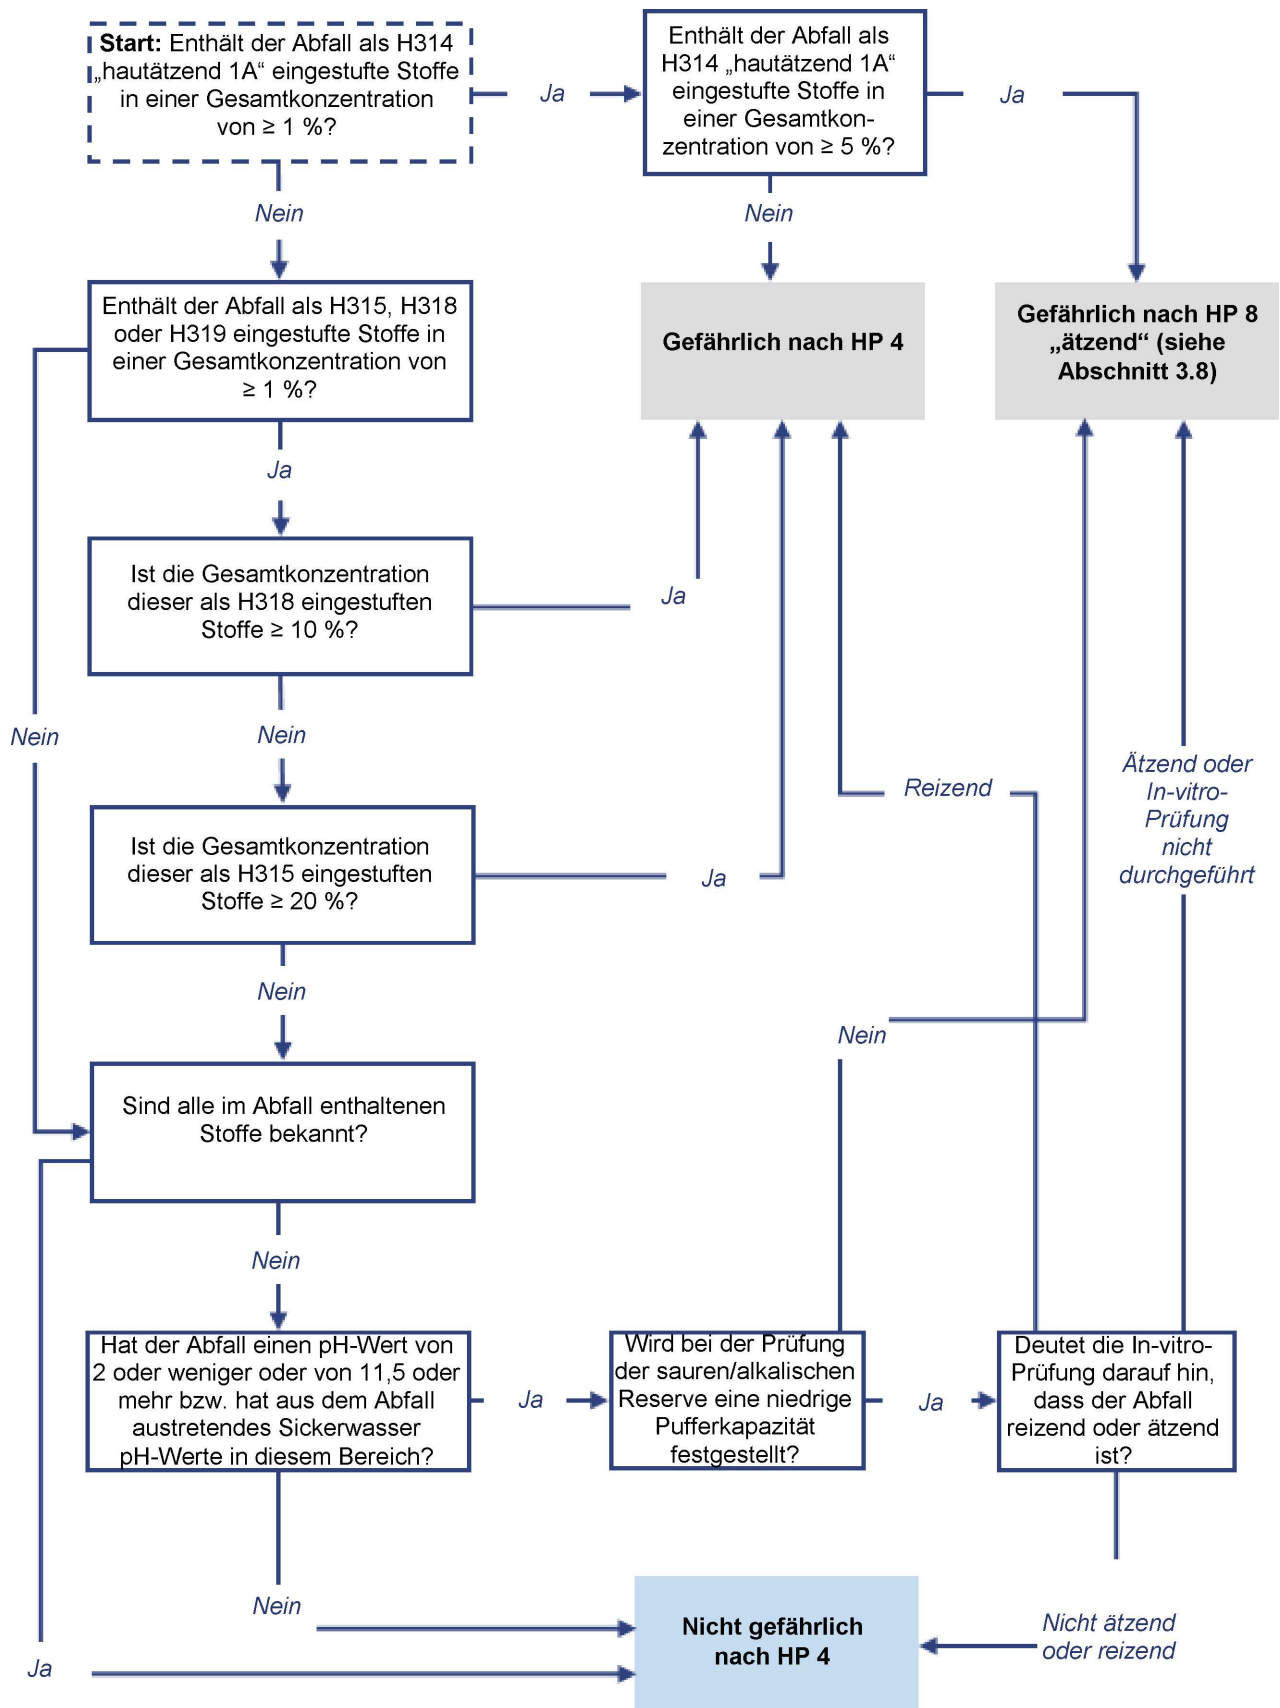 Start: Enthält der Abfall als H314
„hautätzend 1A“ eingestufte Stoffe
in einer Gesamtkonzentration
von ≥ 1 %?
Ja
Enthält der Abfall als
H314 „hautätzend 1A“
eingestufte Stoffe in
einer Gesamtkon-
zentration von ≥ 5 %?
Ja
Nein
Nein
Enthält der Abfall als H315, H318
oder H319 eingestufte Stoffe in
einer Gesamtkonzentration von
≥ 1 %?
Gefährlich nach HP 4
Gefährlich nach HP 8
„ätzend“ (siehe
Abschnitt 3.8)
Ja
Ist die Gesamtkonzentration
dieser als H318 eingestuften
Stoffe ≥ 10 %?
Ja
Nein
Nein
Ätzend oder
In-vitro-
Prüfung
nicht
durchgeführt
Reizend
Ist die Gesamtkonzentration
dieser als H315 eingestuften
Stoffe ≥ 20 %?
Ja
Nein
Nein
Sind alle im Abfall enthaltenen
Stoffe bekannt?
Nein
Hat der Abfall einen pH-Wert von
2 oder weniger oder von 11,5 oder
mehr bzw. hat aus dem Abfall
austretendes Sickerwasser
pH-Werte in diesem Bereich?
Ja
Wird bei der Prüfung
der sauren/alkalischen
Reserve eine niedrige
Pufferkapazität
festgestellt?
Ja
Deutet die In-vitro-
Prüfung darauf hin,
dass der Abfall
reizend oder ätzend
ist?
Nein
Nicht gefährlich
nach HP 4
Nicht ätzend
oder reizend
Ja